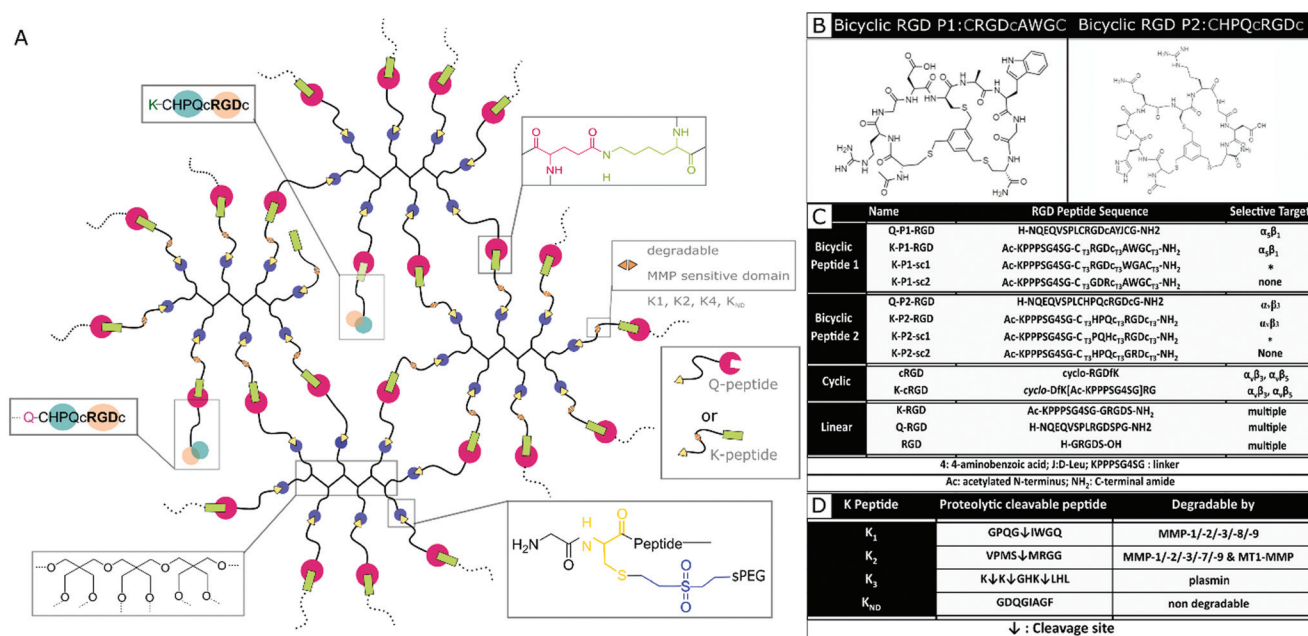 A
K-CHPQcRGDc
O
NH
O
N
H
NH
O
degradable
MMP sensitive domain
K1, K2, K4, K_ND
Q-peptide
or
K-peptide
Q-CHPQcRGDc
H₂N
O
H
N
O
Peptide
S
O
S
O
sPEG
O O O O
O O O O O O
B Bicyclic RGD P1:CRGDcAWGC Bicyclic RGD P2:CHPQcRGDc
C
Name RGD Peptide Sequence Selective Target
Bicyclic Peptide 1
Q-P1-RGD H-NQEQVSPLCRGDcAYJCG-NH2 α₅β₁
K-P1-RGD Ac-KPPPSG4SG-C_T3RGDc_T3AWGC_T3-NH₂ α₅β₁
K-P1-sc1 Ac-KPPPSG4SG-C_T3RGDc_T3WGAC_T3-NH₂ *
K-P1-sc2 Ac-KPPPSG4SG-C_T3GDRc_T3AWGC_T3-NH₂ none
Bicyclic Peptide 2
Q-P2-RGD H-NQEQVSPLCHPQcRGDcG-NH2 αvβ3
K-P2-RGD Ac-KPPPSG4SG-C_T3HPQc_T3RGDc_T3-NH₂ αvβ3
K-P2-sc1 Ac-KPPPSG4SG-C_T3PQHc_T3RGDc_T3-NH₂ *
K-P2-sc2 Ac-KPPPSG4SG-C_T3HPQc_T3GRDc_T3-NH₂ None
Cyclic
cRGD cyclo-RGDfK αᵥβ₃, αᵥβ₅
K-cRGD cyclo-DfK[Ac-KPPPSG4SG]RG αᵥβ₃, αᵥβ₅
Linear
K-RGD Ac-KPPPSG4SG-GRGDS-NH₂ multiple
Q-RGD H-NQEQVSPLRGDSPG-NH2 multiple
RGD H-GRGDS-OH multiple
4: 4-aminobenzoic acid; J:D-Leu; KPPPSG4SG : linker
Ac: acetylated N-terminus; NH₂: C-terminal amide
D K Peptide Proteolytic cleavable peptide Degradable by
K₁ GPQG↓IWGQ MMP-1/-2/-3/-8/-9
K₂ VPMS↓MRGG MMP-1/-2/-3/-7/-9 & MT1-MMP
K₃ K↓K↓GHK↓LHL plasmin
K_ND GDQGIAGF non degradable
↓ : Cleavage site